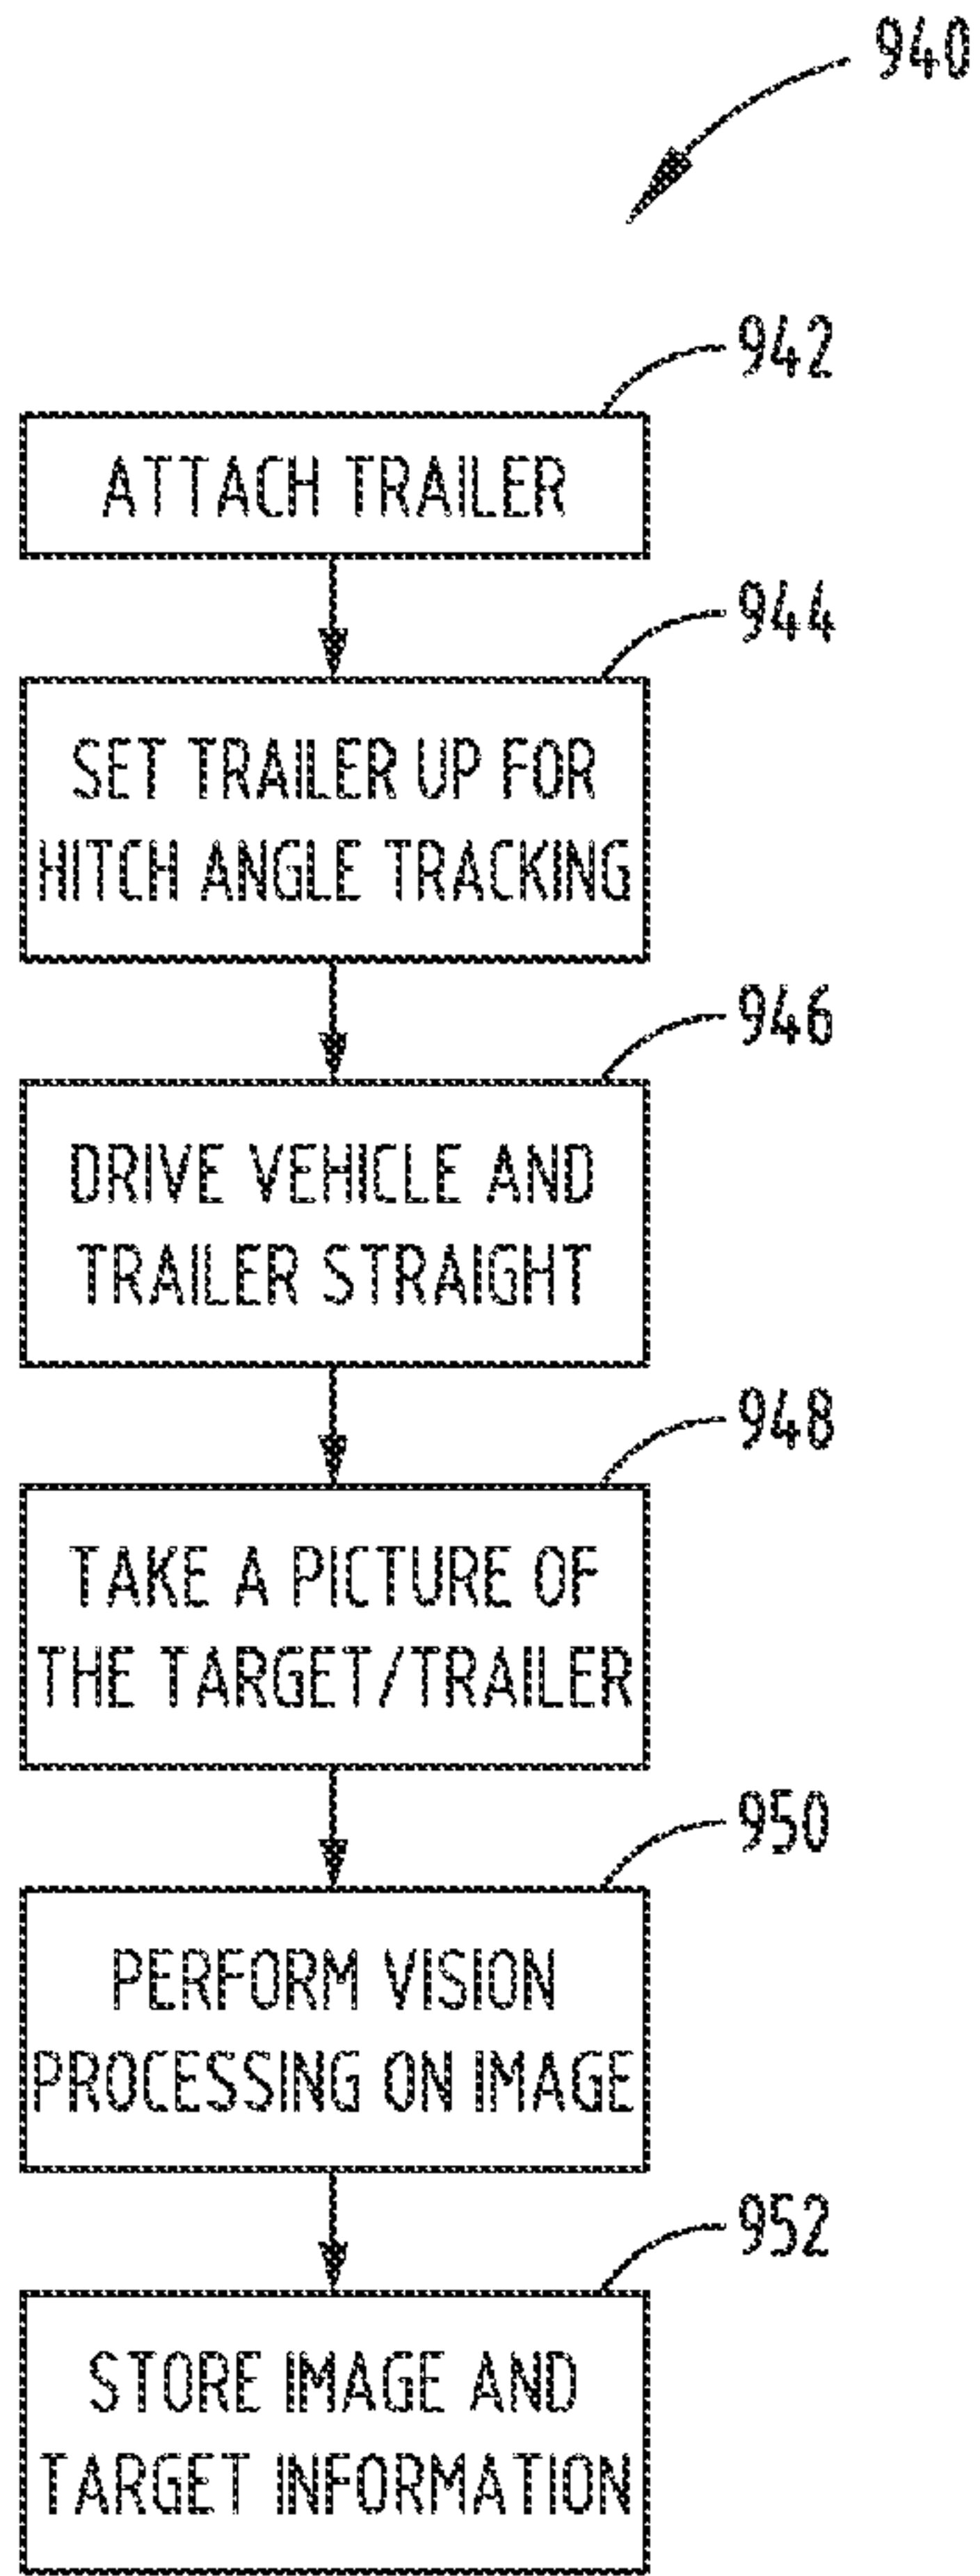 940
942
ATTACH TRAILER
944
SET TRAILER UP FOR
HITCH ANGLE TRACKING
946
DRIVE VEHICLE AND
TRAILER STRAIGHT
948
TAKE A PICTURE OF
THE TARGET/TRAILER
950
PERFORM VISION
PROCESSING ON IMAGE
952
STORE IMAGE AND
TARGET INFORMATION